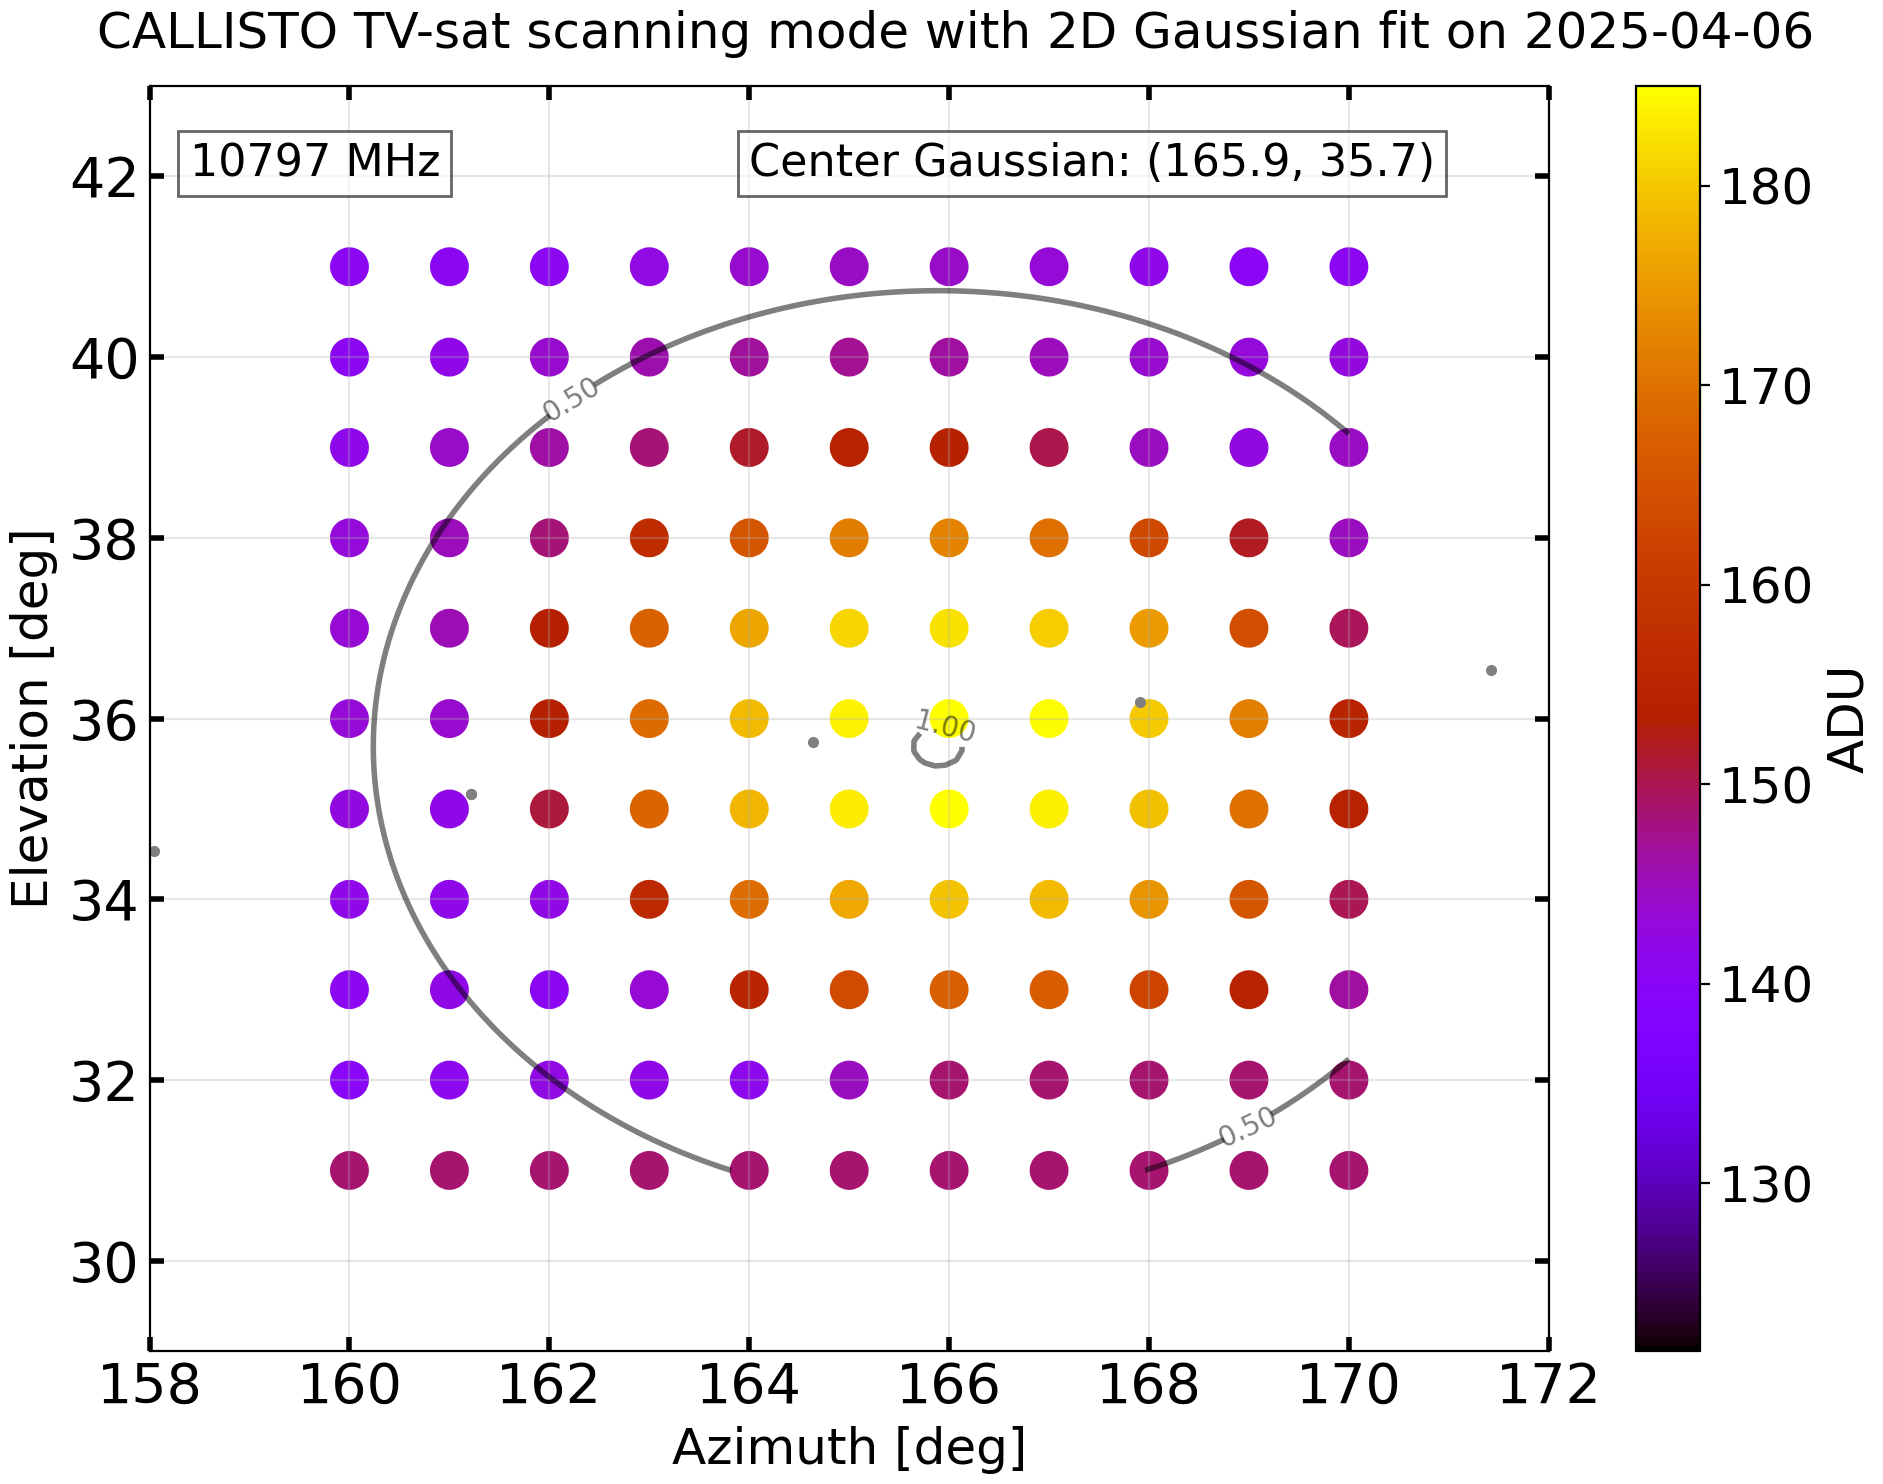 CALLISTO TV-sat scanning mode with 2D Gaussian fit on 2025-04-06
10797 MHz
Center Gaussian: (165.9, 35.7)
42
40
38
36
34
32
30
Elevation [deg]
0.50
1.00
0.50
158 160 162 164 166 168 170 172
Azimuth [deg]
180
170
160
150
140
130
ADU